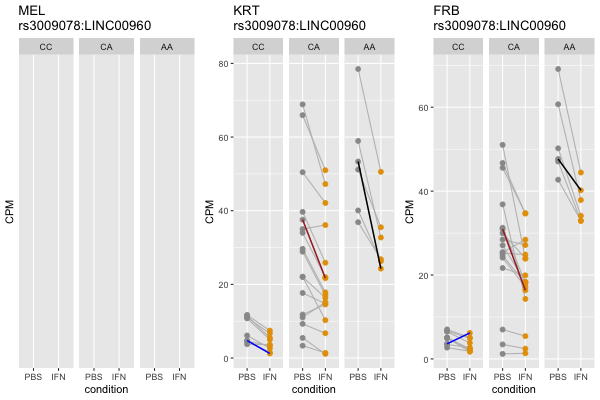 MEL
rs3009078:LINC00960
CC CA AA
CPM
PBS IFN PBS IFN PBS IFN
condition
KRT
rs3009078:LINC00960
CC CA AA
80
60
40
20
0
CPM
PBS IFN PBS IFN PBS IFN
condition
FRB
rs3009078:LINC00960
CC CA AA
60
40
20
0
CPM
PBS IFN PBS IFN PBS IFN
condition